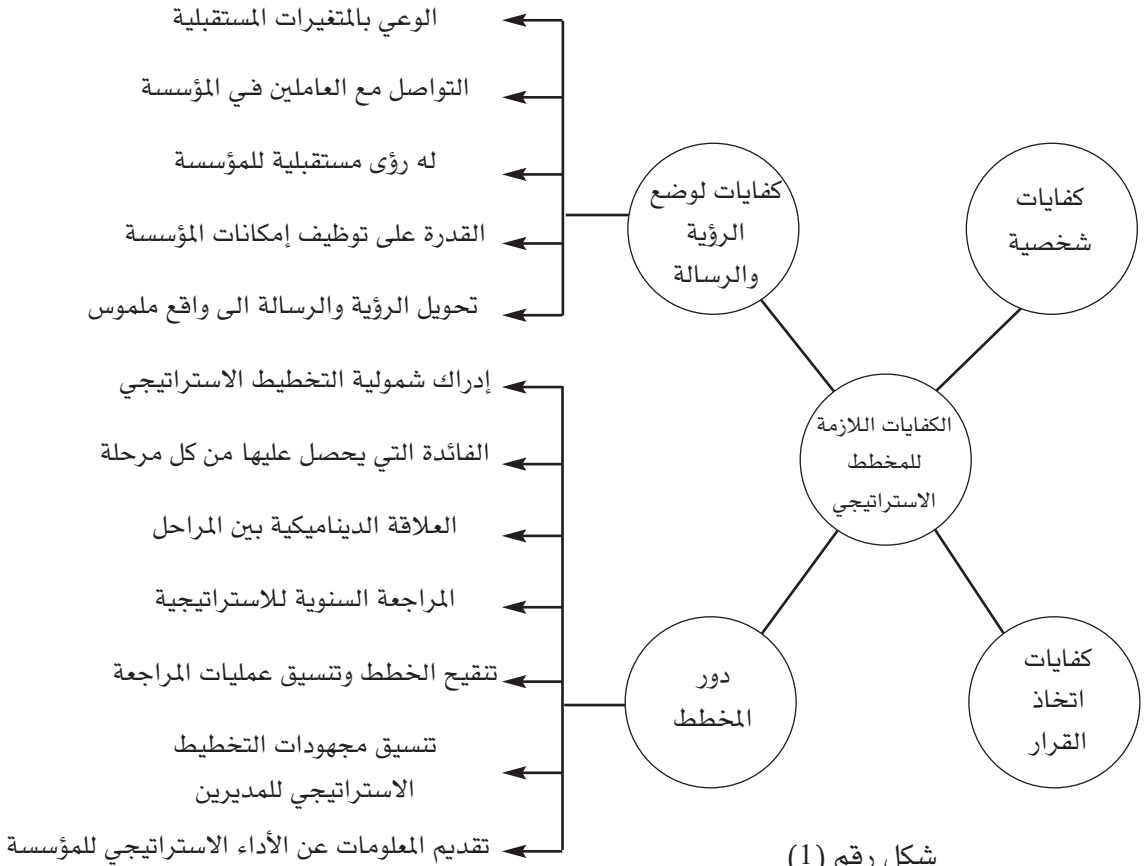 كفايات
شخصية
كفايات لوضع
الرؤية
والرسالة
الوعي بالمتغيرات المستقبلية
التواصل مع العاملين في المؤسسة
له رؤى مستقبلية للمؤسسة
القدرة على توظيف إمكانات المؤسسة
تحويل الرؤية والرسالة الى واقع ملموس
الكفايات اللازمة
للمخطط
الاستراتيجي
كفايات
اتخاذ
القرار
دور
المخطط
إدراك شمولية التخطيط الاستراتيجي
الفائدة التي يحصل عليها من كل مرحلة
العلاقة الديناميكية بين المراحل
المراجعة السنوية للاستراتيجية
تنقيح الخطط وتنسيق عمليات المراجعة
تنسيق مجهودات التخطيط
الاستراتيجي للمديرين
تقديم المعلومات عن الأداء الاستراتيجي للمؤسسة
شكل رقم (1)